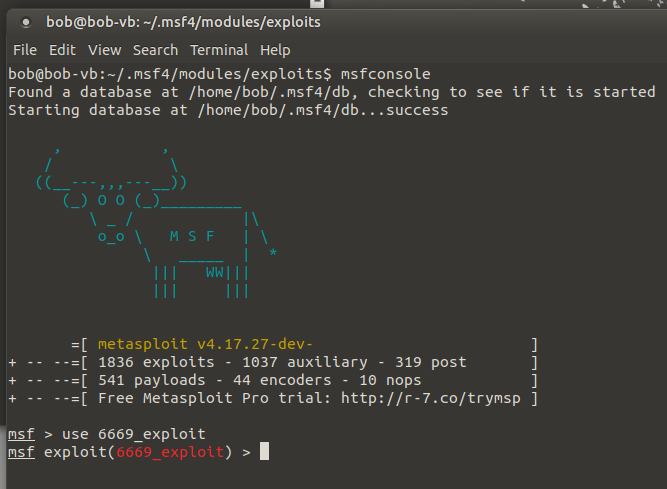 bob@bob-vb: ~/.msf4/modules/exploits
File Edit View Search Terminal Help
bob@bob-vb:~/.msf4/modules/exploits$ msfconsole
Found a database at /home/bob/.msf4/db, checking to see if it is started
Starting database at /home/bob/.msf4/db...success
     ,           ,
    /             \
   ((__---,,,---__))
      (_) O O (_)_________
         \ _ /            |\
          o_o \   M S F   | \
               \   _____  |  *
                |||   WW|||
                |||     |||
=[ metasploit v4.17.27-dev- ]
+ -- --=[ 1836 exploits - 1037 auxiliary - 319 post ]
+ -- --=[ 541 payloads - 44 encoders - 10 nops ]
+ -- --=[ Free Metasploit Pro trial: http://r-7.co/trymsp ]
msf > use 6669_exploit
msf exploit(6669_exploit) >